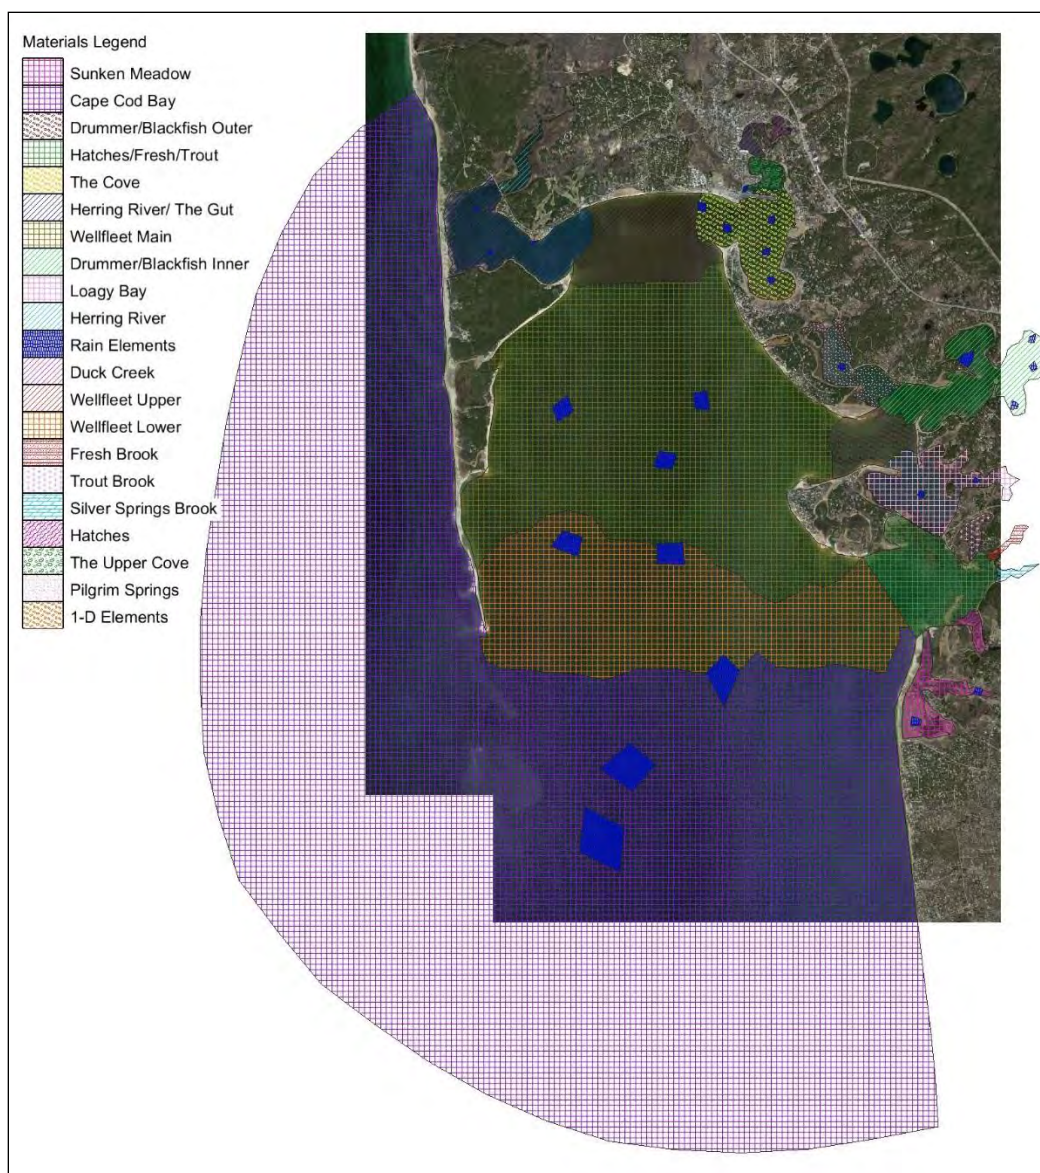 Materials Legend
Sunken Meadow
Cape Cod Bay
Drummer/Blackfish Outer
Hatches/Fresh/Trout
The Cove
Herring River/ The Gut
Wellfleet Main
Drummer/Blackfish Inner
Loagy Bay
Herring River
Rain Elements
Duck Creek
Wellfleet Upper
Wellfleet Lower
Fresh Brook
Trout Brook
Silver Springs Brook
Hatches
The Upper Cove
Pilgrim Springs
1-D Elements